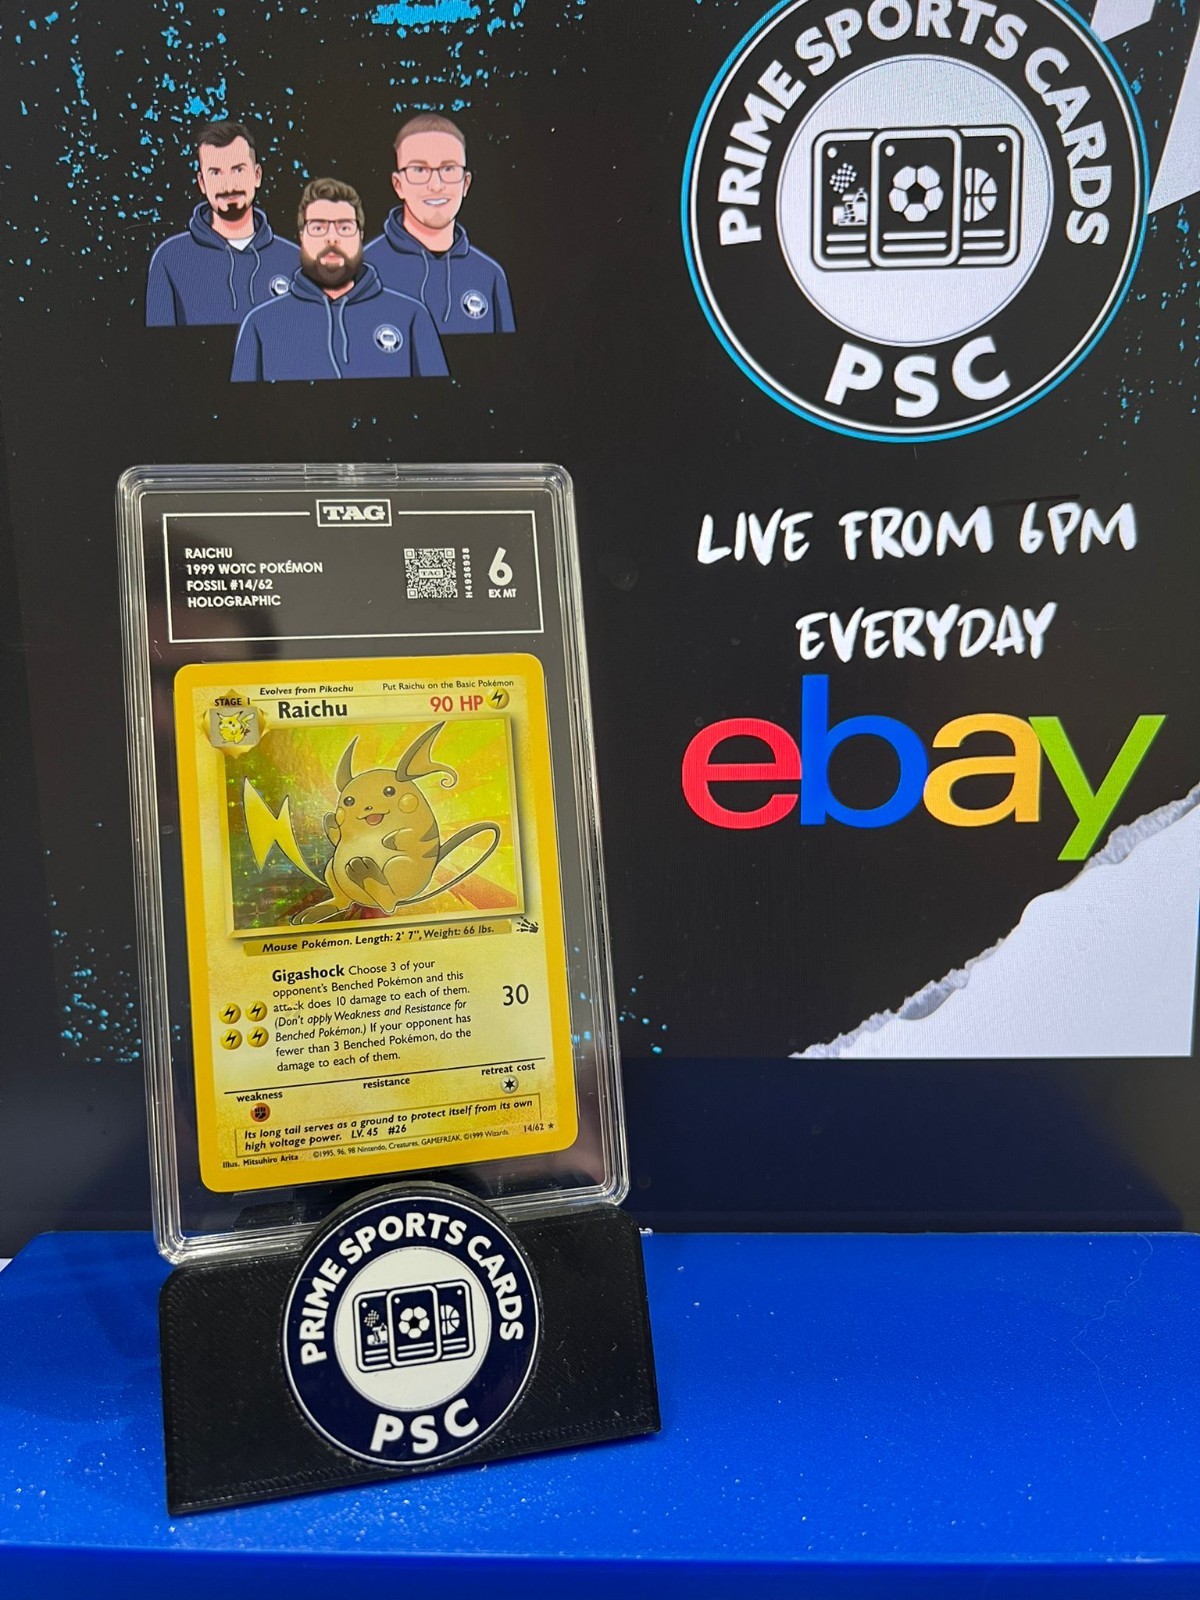 PRIME SPORTS CARDS
PSC
LIVE FROM 6PM
EVERYDAY
ebay
TAG
RAICHU
1999 WOTC POKÉMON
FOSSIL #14/62
HOLOGRAPHIC
TAG
H4936938
6
EX MT
Evolves from Pikachu
Put Raichu on the Basic Pokémon
STAGE 1
Raichu
90 HP
Mouse Pokémon. Length: 2' 7", Weight: 66 lbs.
Gigashock Choose 3 of your
opponent's Benched Pokémon and this
attack does 10 damage to each of them.
(Don't apply Weakness and Resistance for
Benched Pokémon.) If your opponent has
fewer than 3 Benched Pokémon, do the
damage to each of them.
30
weakness
resistance
retreat cost
Its long tail serves as a ground to protect itself from its own
high voltage power. LV. 45 #26
Illus. Mitsuhiro Arita
©1995, 96, 98 Nintendo, Creatures, GAMEFREAK. ©1999 Wizards.
14/62 ★
PRIME SPORTS CARDS
PSC